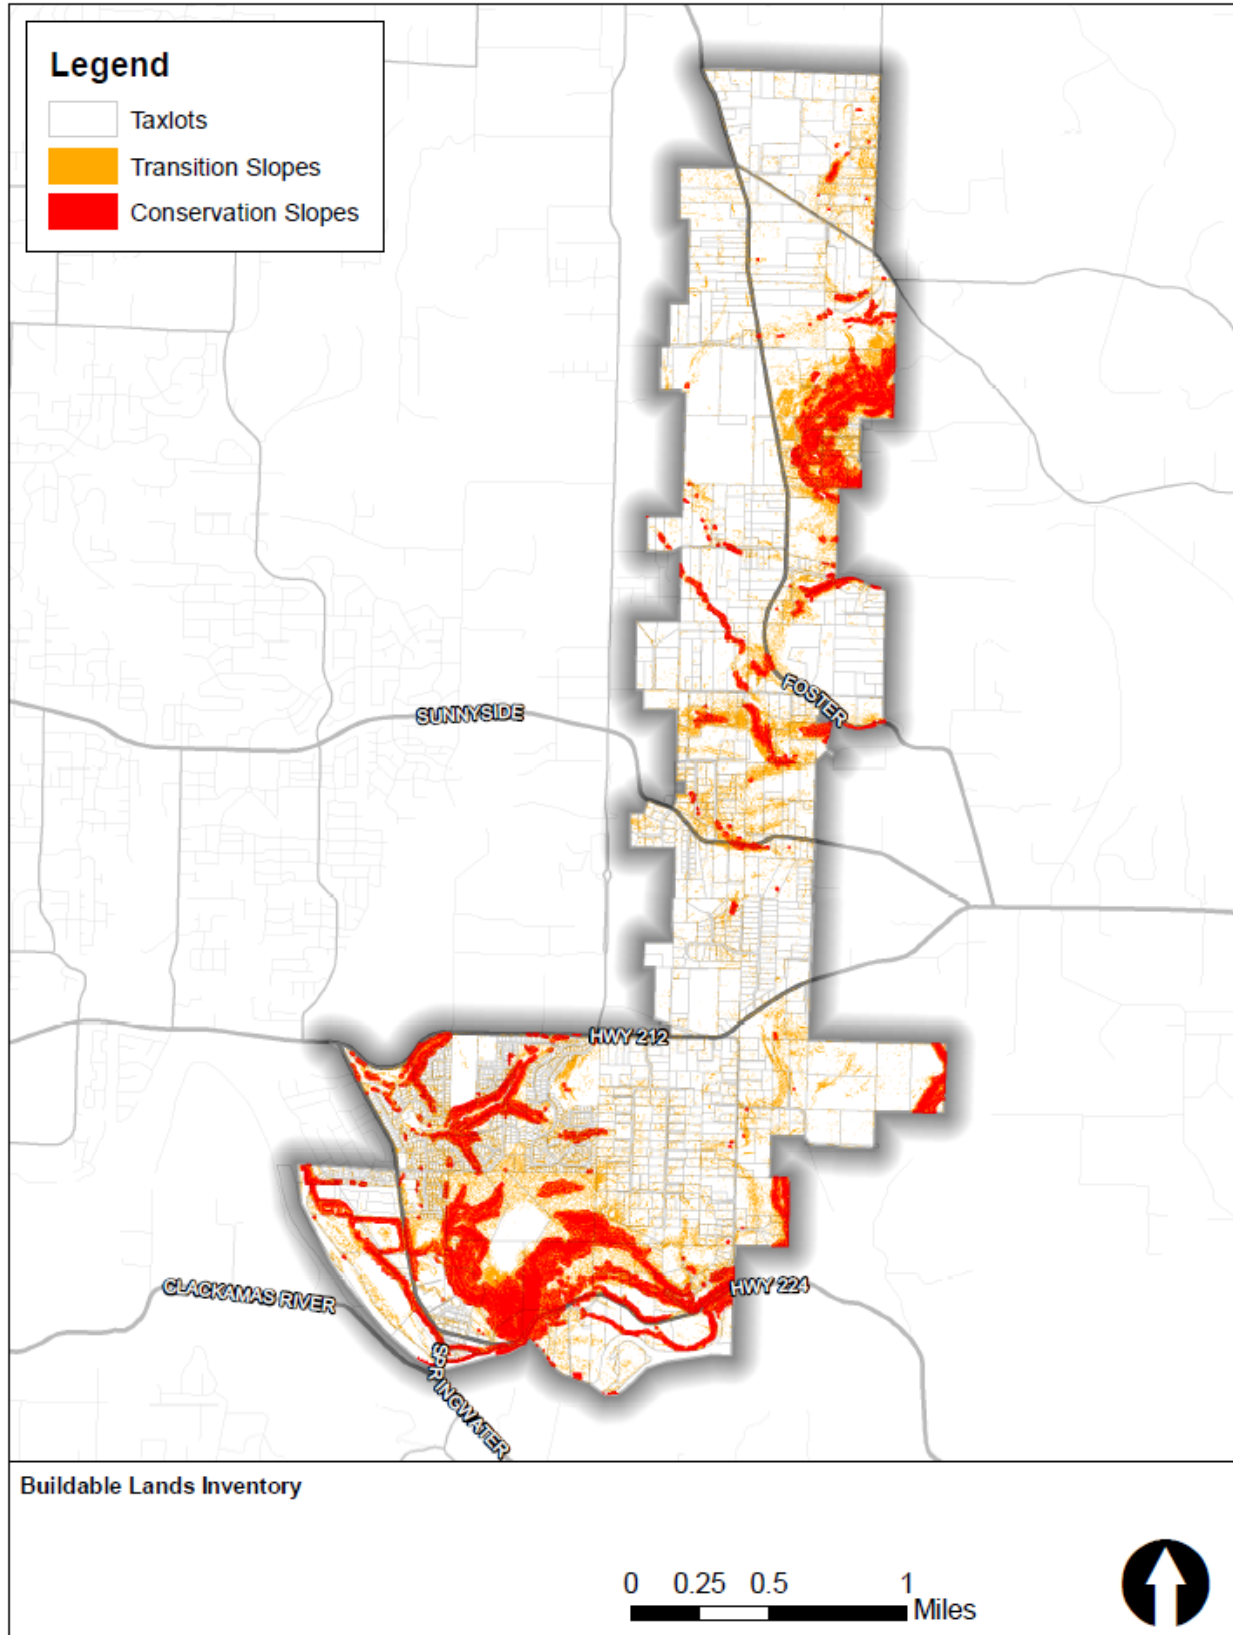 Legend
Taxlots
Transition Slopes
Conservation Slopes
FOSTER
SUNNYSIDE
HWY 212
HWY 224
CLACKAMAS RIVER
SPRINGWATER
Buildable Lands Inventory
0 0.25 0.5 1
Miles